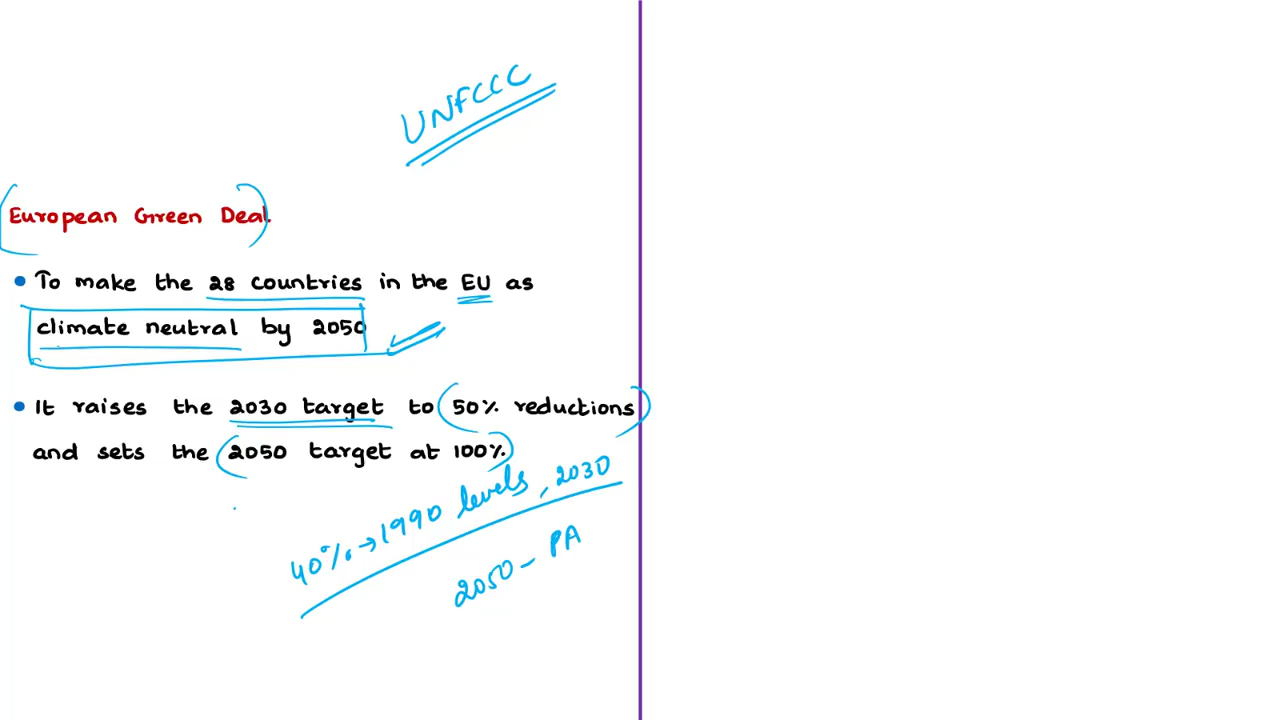 UNFCCC
European Green Deal.
• To make the 28 countries in the EU as
climate neutral by 2050
• It raises the 2030 target to 50% reductions
and sets the 2050 target at 100%.
40% → 1990 levels, 2030
2050 - PA